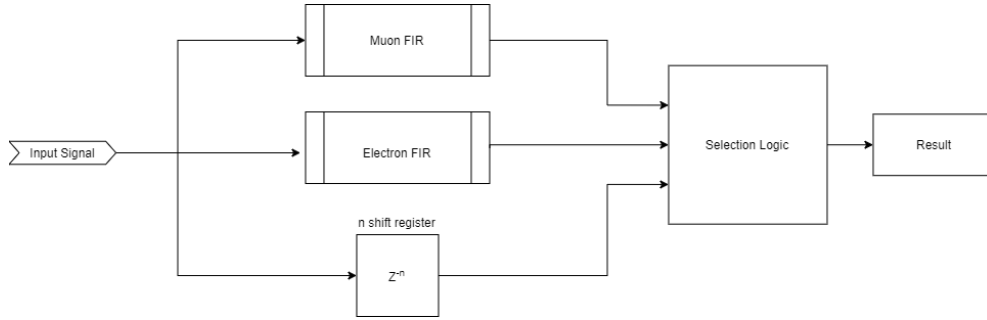 Muon FIR
Input Signal
Electron FIR
Selection Logic
Result
n shift register
Z⁻ⁿ